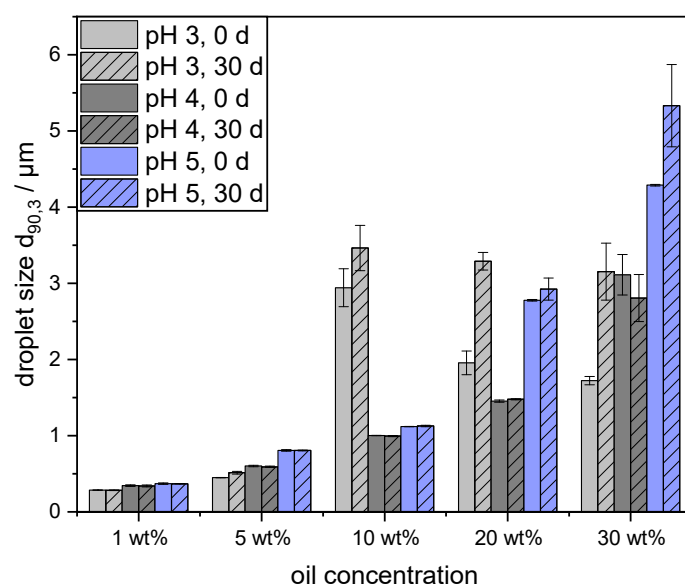 pH 3, 0 d
pH 3, 30 d
pH 4, 0 d
pH 4, 30 d
pH 5, 0 d
pH 5, 30 d
droplet size d90,3 / μm
6
5
4
3
2
1
0
1 wt%
5 wt%
10 wt%
20 wt%
30 wt%
oil concentration